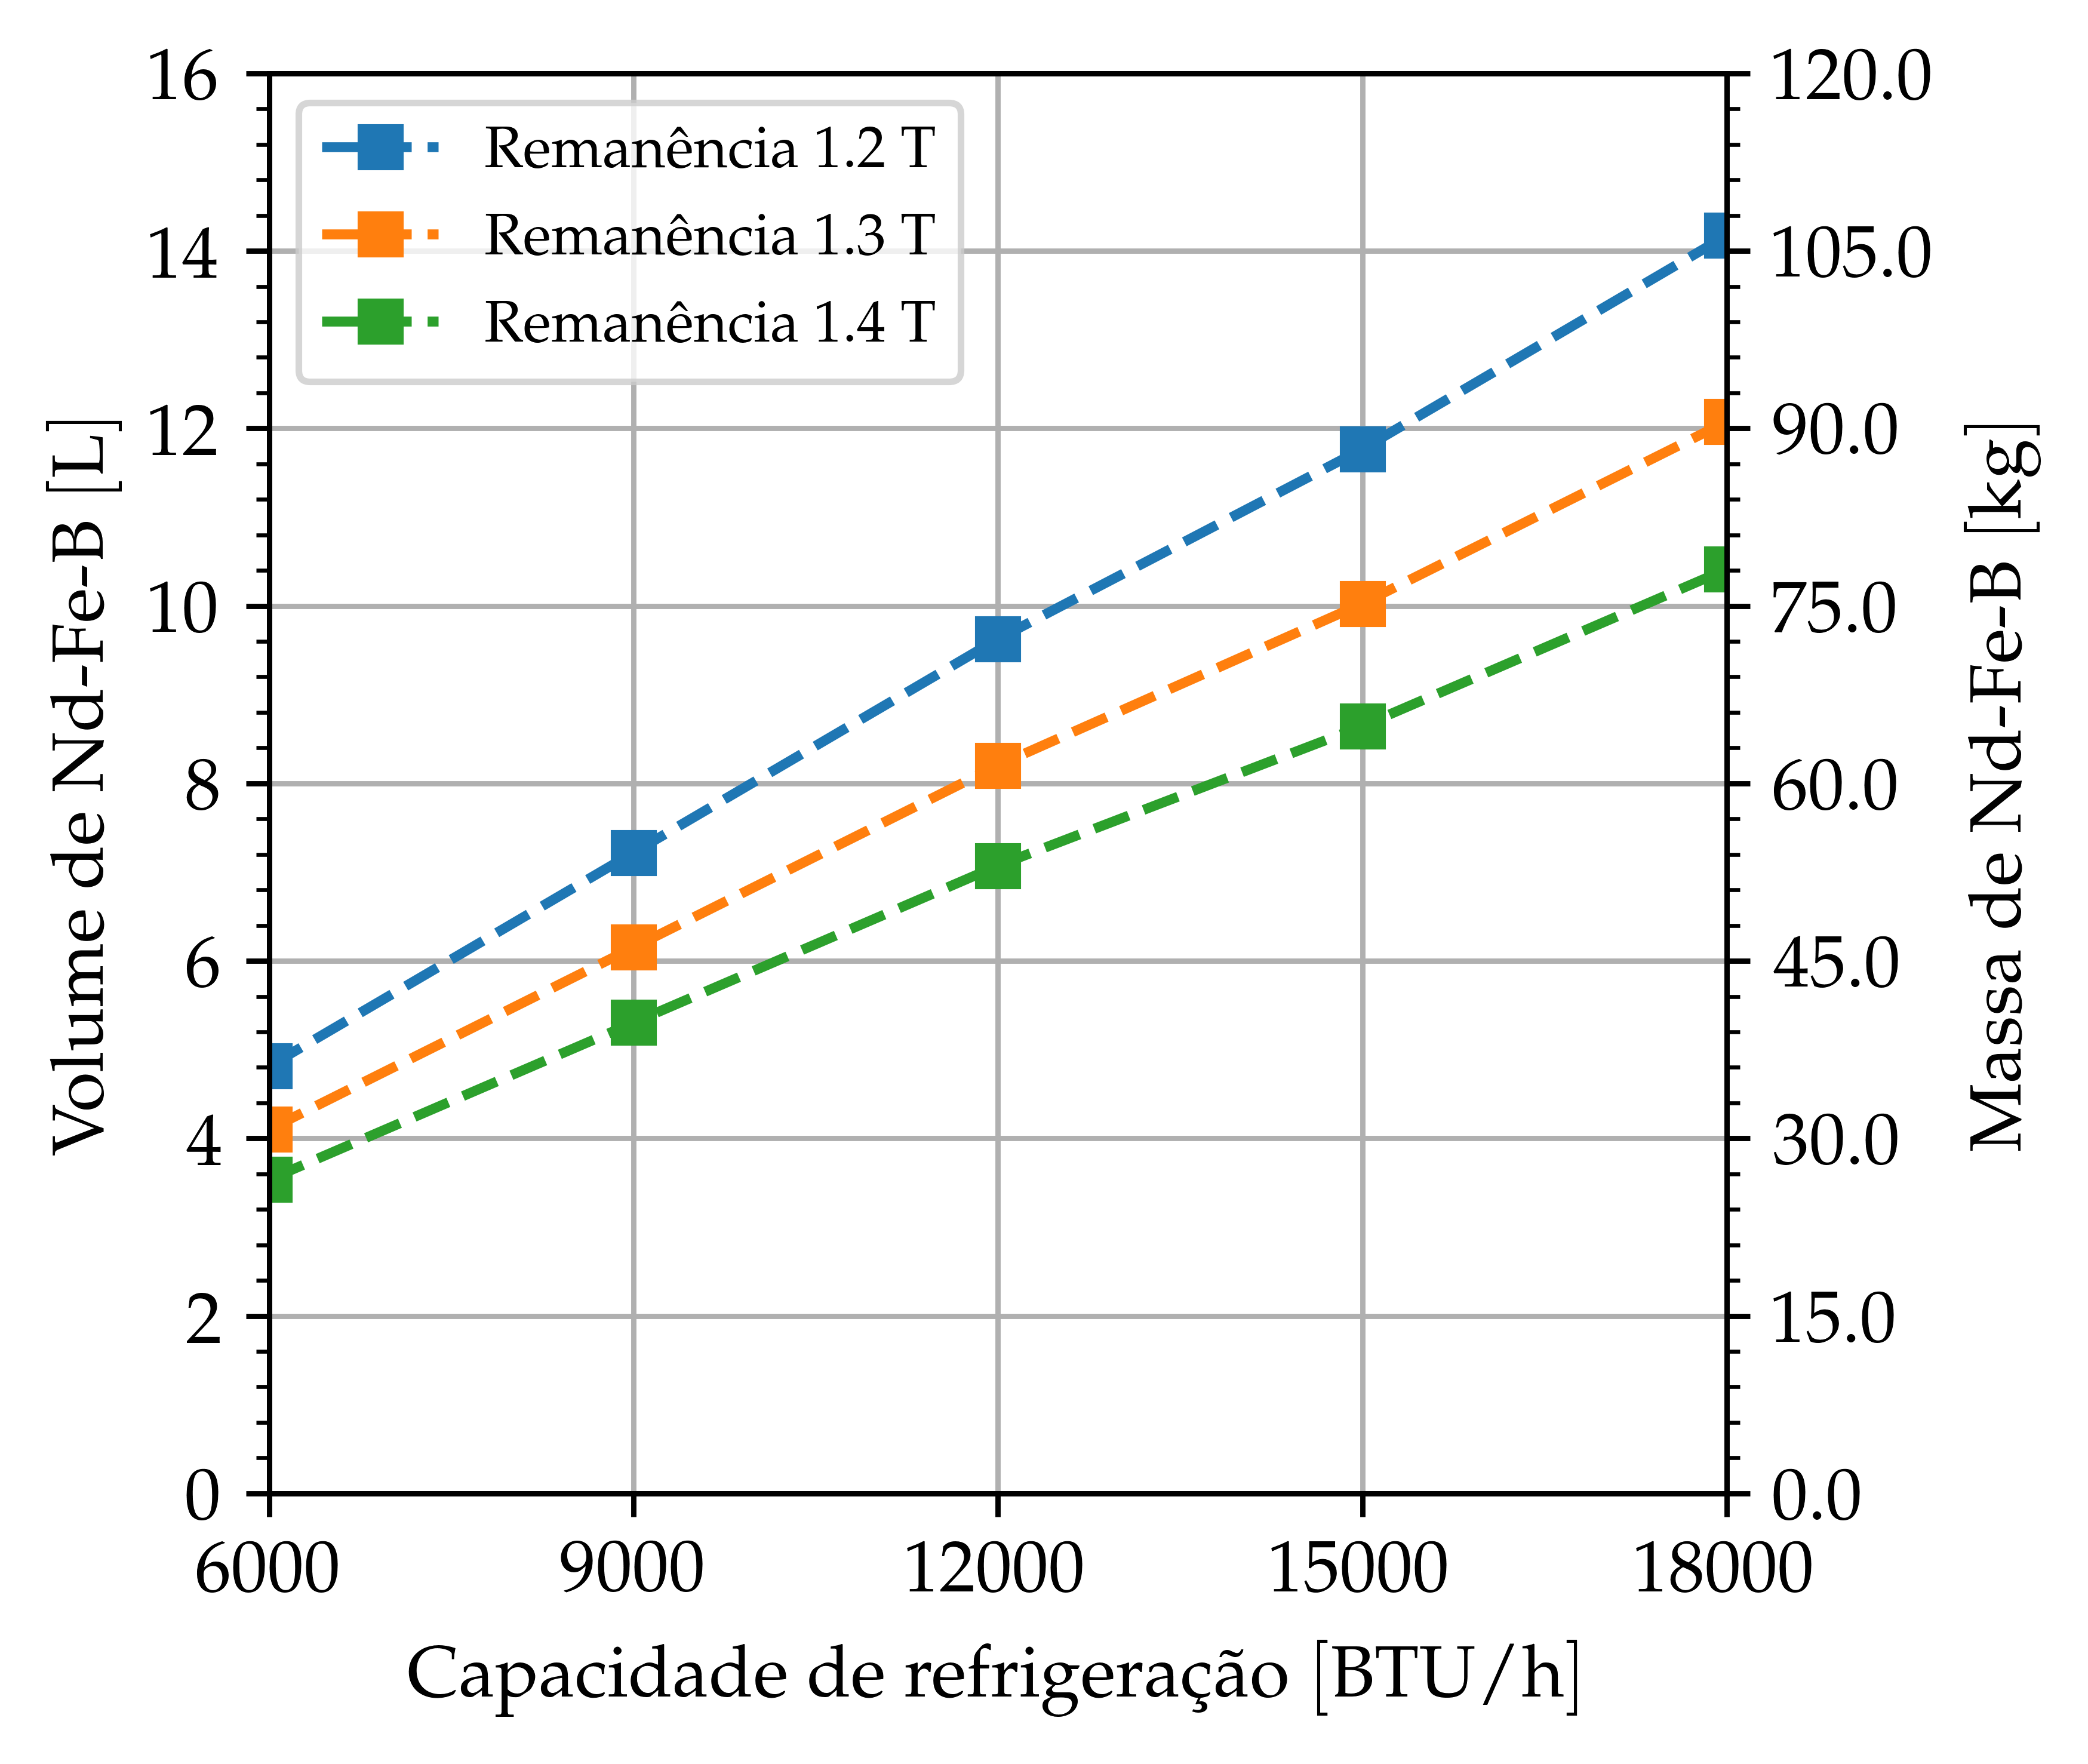 Remanência 1.2 T
Remanência 1.3 T
Remanência 1.4 T
Volume de Nd-Fe-B [L]
16
14
12
10
8
6
4
2
0
120.0
105.0
90.0
75.0
60.0
45.0
30.0
15.0
0.0
Massa de Nd-Fe-B [kg]
6000 9000 12000 15000 18000
Capacidade de refrigeração [BTU/h]